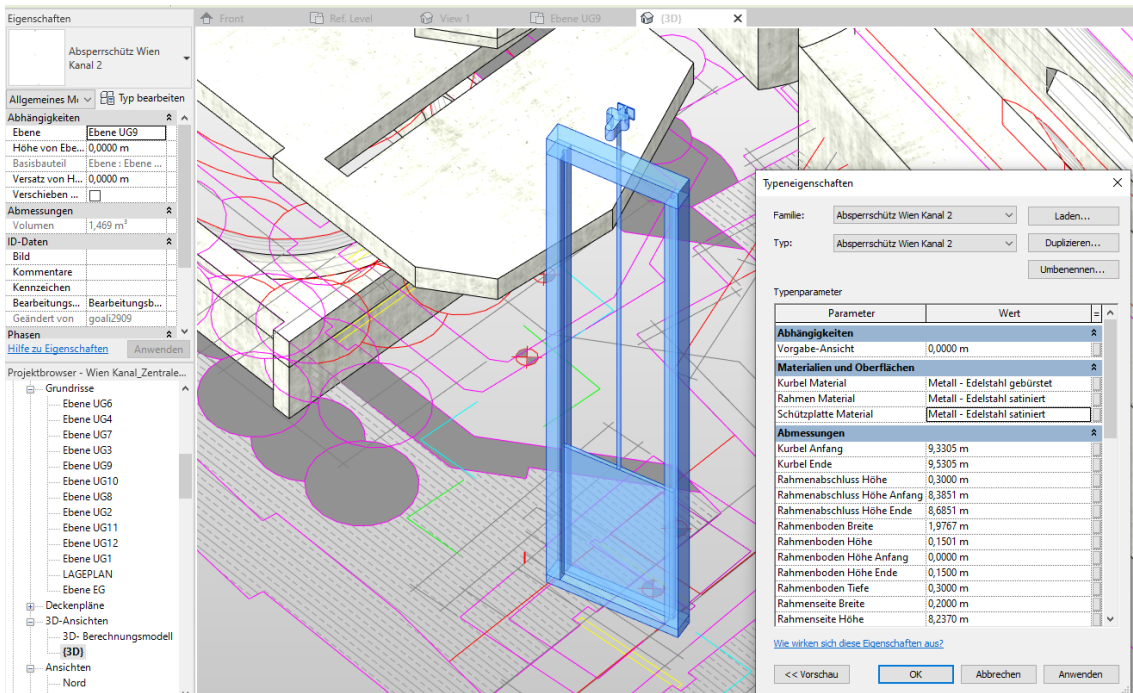 Eigenschaften
Front
Ref. Level
View 1
Ebene UG9
(3D)
Absperrschütz Wien
Kanal 2
Allgemeines Mo
Typ bearbeiten
Abhängigkeiten
Ebene Ebene UG9
Höhe von Ebe... 0,0000 m
Basisbauteil Ebene : Ebene ...
Versatz von H... 0,0000 m
Verschieben ...
Abmessungen
Volumen 1,469 m³
ID-Daten
Bild
Kommentare
Kennzeichen
Bearbeitungs... Bearbeitungsb...
Geändert von goali2909
Phasen
Hilfe zu Eigenschaften Anwenden
Projektbrowser - Wien Kanal_Zentrale...
Grundrisse
Ebene UG6
Ebene UG4
Ebene UG7
Ebene UG3
Ebene UG9
Ebene UG10
Ebene UG8
Ebene UG2
Ebene UG11
Ebene UG12
Ebene UG1
LAGEPLAN
Ebene EG
Deckenpläne
3D-Ansichten
3D- Berechnungsmodell
(3D)
Ansichten
Nord
Typeneigenschaften
Familie: Absperrschütz Wien Kanal 2 Laden...
Typ: Absperrschütz Wien Kanal 2 Duplizieren...
Umbenennen...
Typenparameter
Parameter Wert =
Abhängigkeiten
Vorgabe-Ansicht 0,0000 m
Materialien und Oberflächen
Kurbel Material Metall - Edelstahl gebürstet
Rahmen Material Metall - Edelstahl satiniert
Schützplatte Material Metall - Edelstahl satiniert
Abmessungen
Kurbel Anfang 9,3305 m
Kurbel Ende 9,5305 m
Rahmenabschluss Höhe 0,3000 m
Rahmenabschluss Höhe Anfang 8,3851 m
Rahmenabschluss Höhe Ende 8,6851 m
Rahmenboden Breite 1,9767 m
Rahmenboden Höhe 0,1501 m
Rahmenboden Höhe Anfang 0,0000 m
Rahmenboden Höhe Ende 0,1500 m
Rahmenboden Tiefe 0,3000 m
Rahmenseite Breite 0,2000 m
Rahmenseite Höhe 8,2370 m
Wie wirken sich diese Eigenschaften aus?
<< Vorschau OK Abbrechen Anwenden